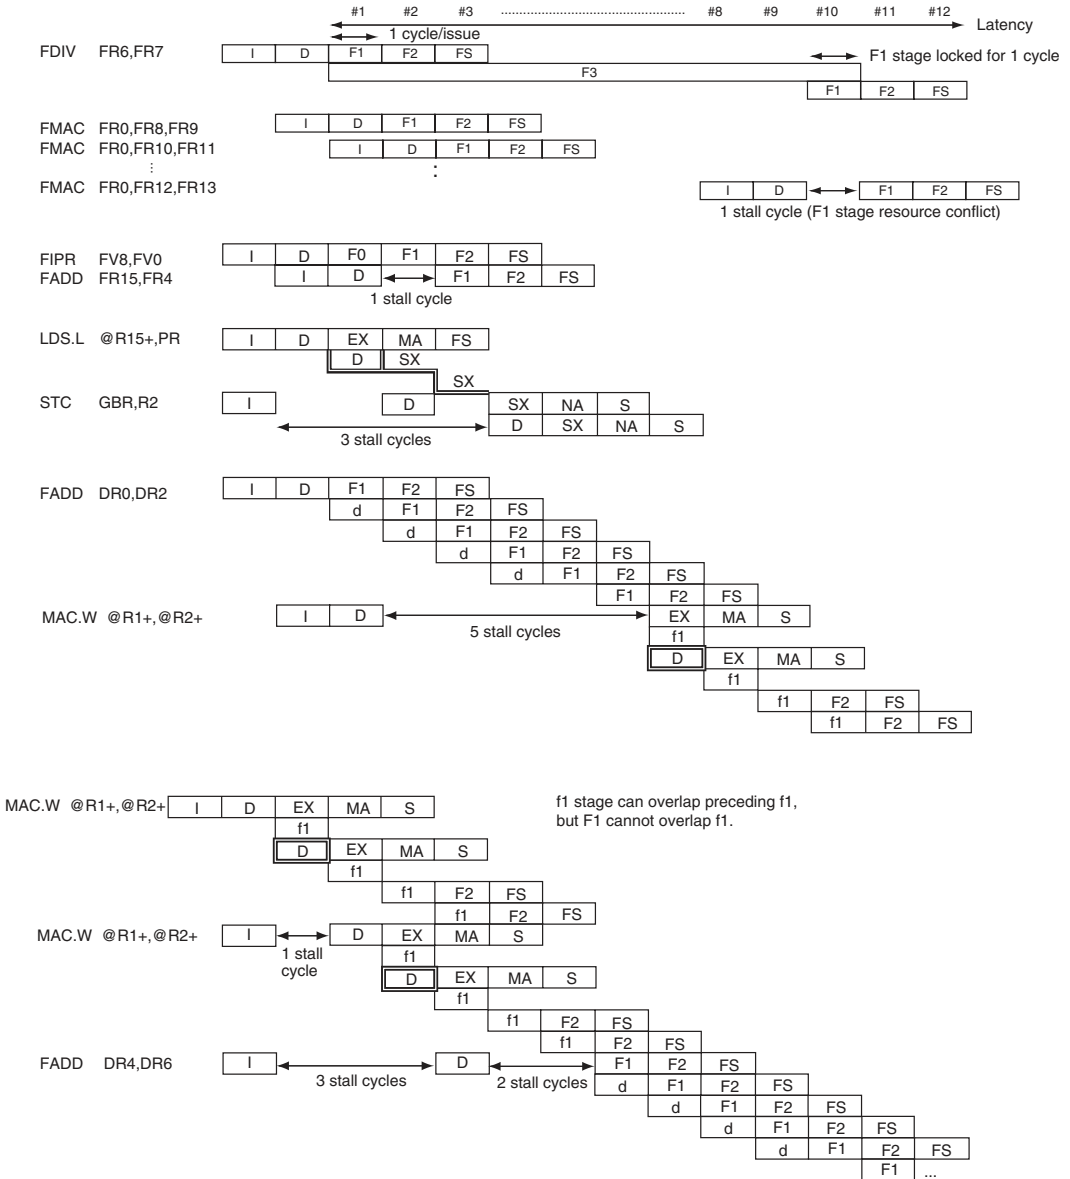 #1 #2 #3 ........................................................ #8 #9 #10 #11 #12
Latency
1 cycle/issue
FDIV FR6,FR7 I D F1 F2 FS
F1 stage locked for 1 cycle
F3
F1 F2 FS
FMAC FR0,FR8,FR9 I D F1 F2 FS
FMAC FR0,FR10,FR11 I D F1 F2 FS
⋮ :
FMAC FR0,FR12,FR13 I D F1 F2 FS
1 stall cycle (F1 stage resource conflict)
FIPR FV8,FV0 I D F0 F1 F2 FS
FADD FR15,FR4 I D F1 F2 FS
1 stall cycle
LDS.L @R15+,PR I D EX MA FS
D SX
SX
STC GBR,R2 I D SX NA S
D SX NA S
3 stall cycles
FADD DR0,DR2 I D F1 F2 FS
d F1 F2 FS
d F1 F2 FS
d F1 F2 FS
d F1 F2 FS
F1 F2 FS
MAC.W @R1+,@R2+ I D EX MA S
5 stall cycles
f1
D EX MA S
f1
f1 F2 FS
f1 F2 FS
MAC.W @R1+,@R2+ I D EX MA S
f1 stage can overlap preceding f1,
but F1 cannot overlap f1.
f1
D EX MA S
f1
f1 F2 FS
f1 F2 FS
MAC.W @R1+,@R2+ I D EX MA S
1 stall
cycle
f1
D EX MA S
f1
f1 F2 FS
f1 F2 FS
FADD DR4,DR6 I D F1 F2 FS
3 stall cycles 2 stall cycles
d F1 F2 FS
d F1 F2 FS
d F1 F2 FS
d F1 F2 FS
F1 ...